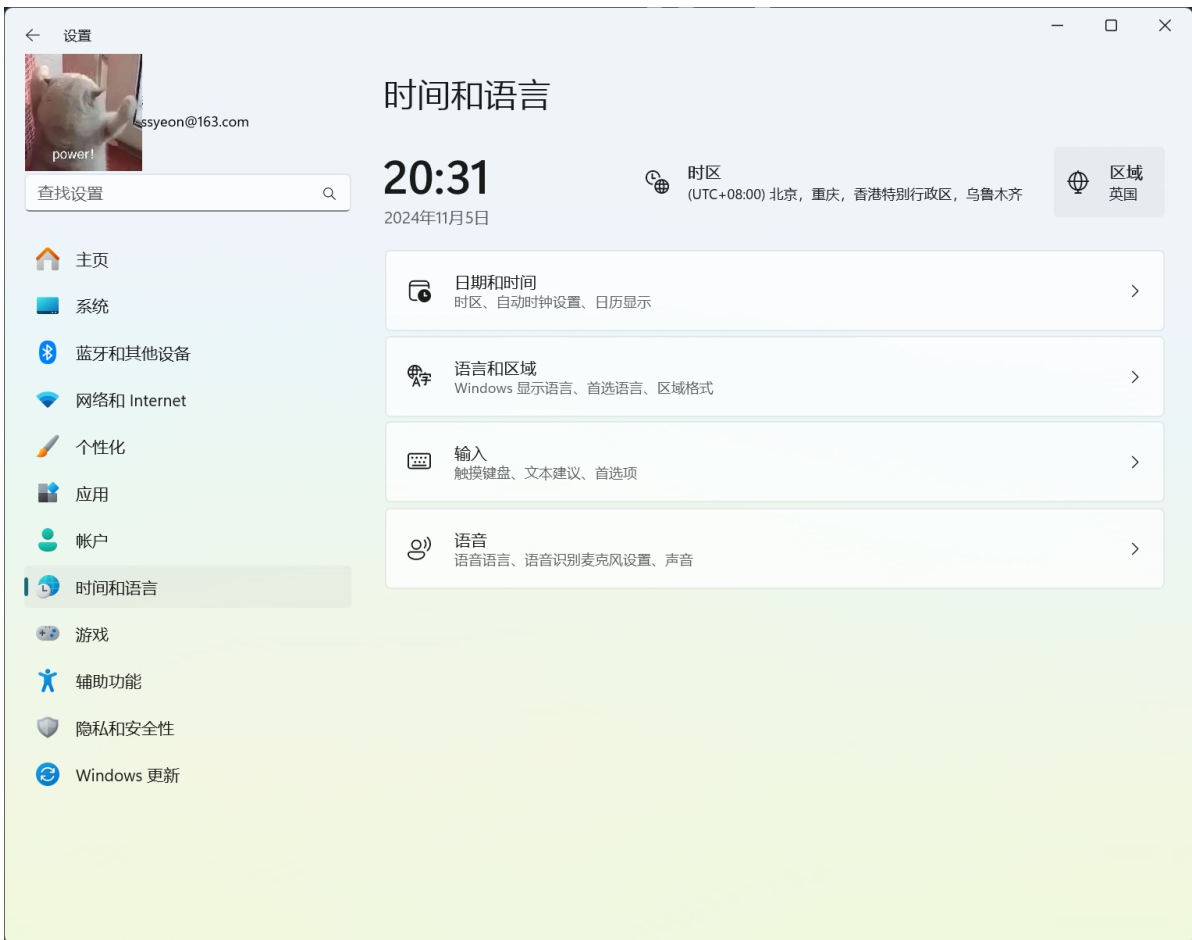 设置
power!
ssyeon@163.com
查找设置
主页
系统
蓝牙和其他设备
网络和 Internet
个性化
应用
帐户
时间和语言
游戏
辅助功能
隐私和安全性
Windows 更新
时间和语言
20:31
2024年11月5日
时区
(UTC+08:00) 北京，重庆，香港特别行政区，乌鲁木齐
区域
英国
日期和时间
时区、自动时钟设置、日历显示
语言和区域
Windows 显示语言、首选语言、区域格式
输入
触摸键盘、文本建议、首选项
语音
语音语言、语音识别麦克风设置、声音